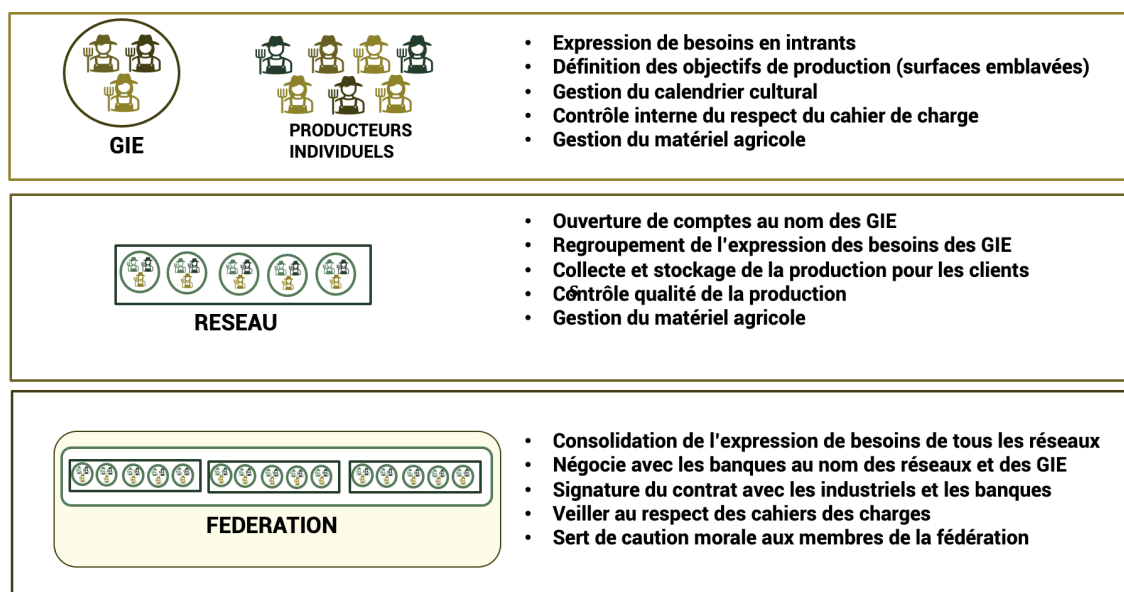 GIE
PRODUCTEURS
INDIVIDUELS
• Expression de besoins en intrants
• Définition des objectifs de production (surfaces emblavées)
• Gestion du calendrier cultural
• Contrôle interne du respect du cahier de charge
• Gestion du matériel agricole
RESEAU
• Ouverture de comptes au nom des GIE
• Regroupement de l'expression des besoins des GIE
• Collecte et stockage de la production pour les clients
• Contrôle qualité de la production
• Gestion du matériel agricole
FEDERATION
• Consolidation de l'expression de besoins de tous les réseaux
• Négocie avec les banques au nom des réseaux et des GIE
• Signature du contrat avec les industriels et les banques
• Veiller au respect des cahiers des charges
• Sert de caution morale aux membres de la fédération